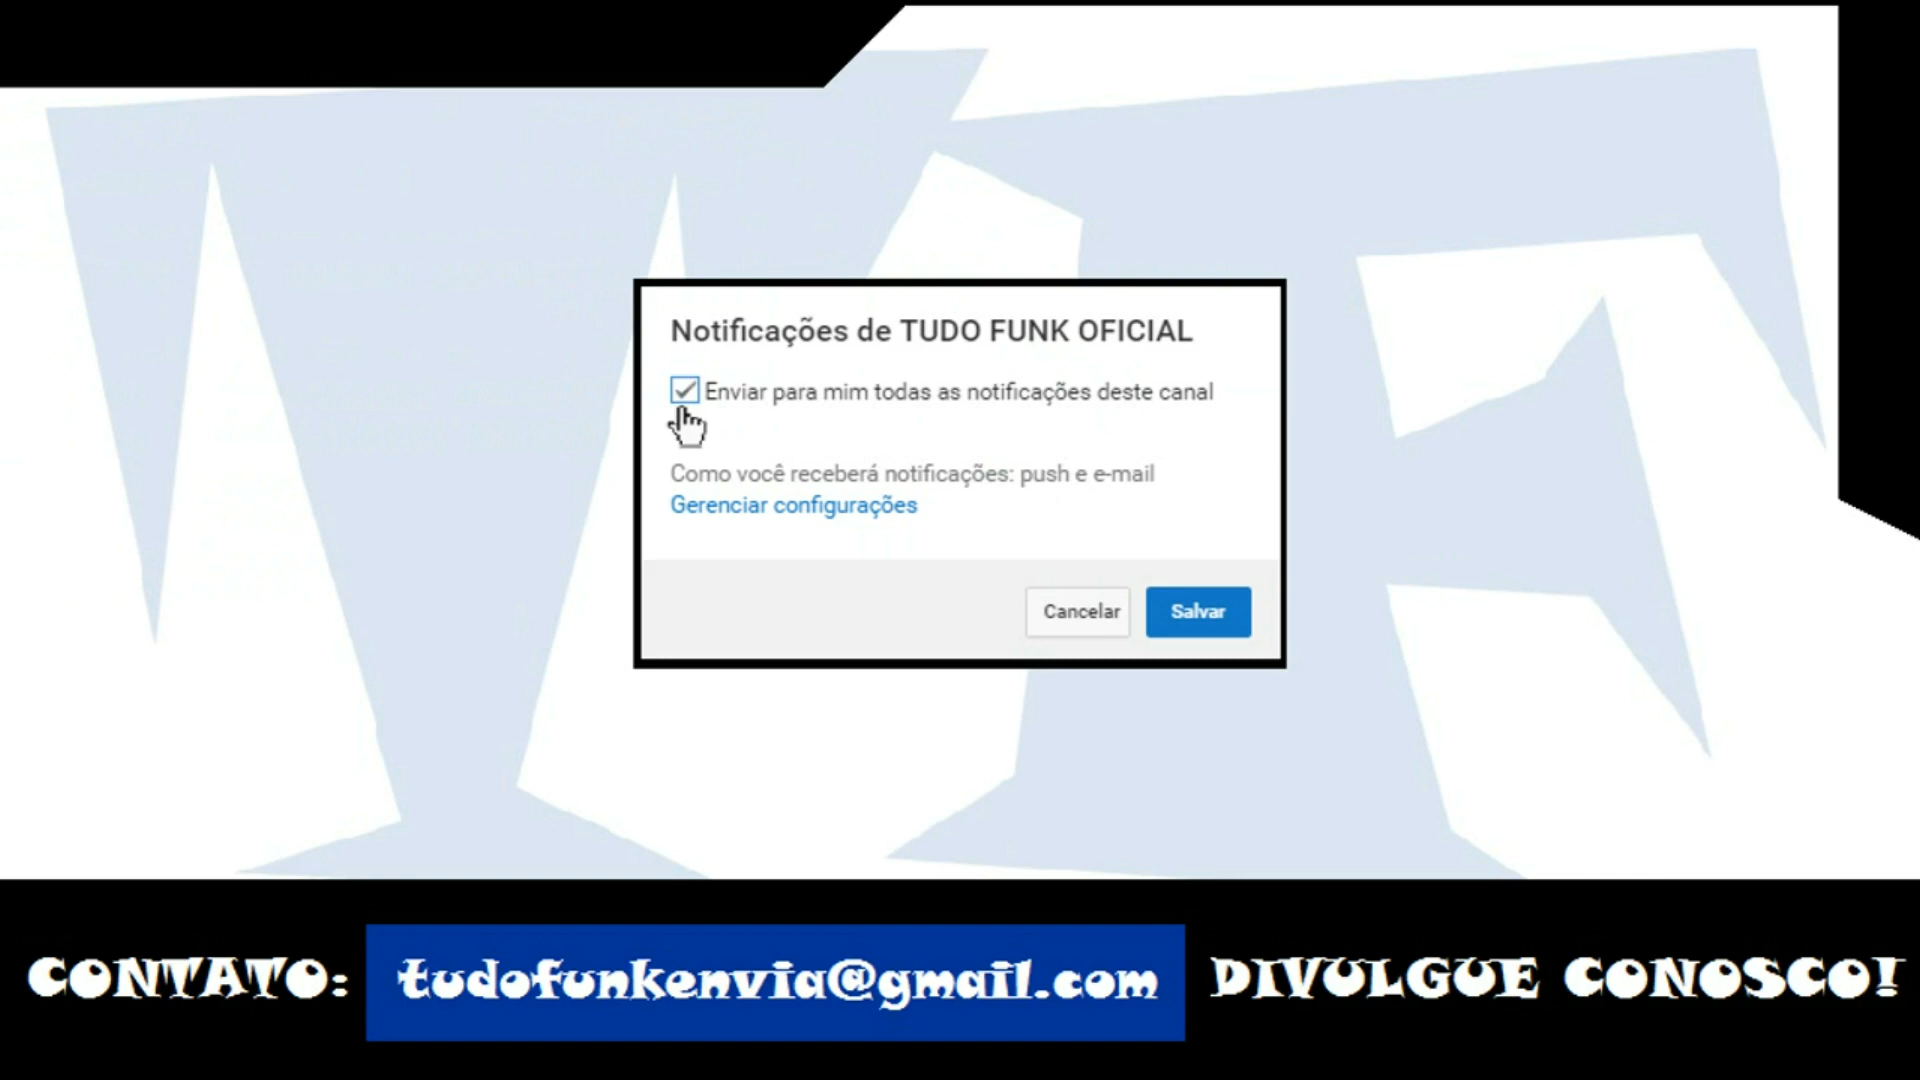 Notificações de TUDO FUNK OFICIAL
Enviar para mim todas as notificações deste canal
Como você receberá notificações: push e e-mail
Gerenciar configurações
Cancelar Salvar
CONTATO: tudofunkenvia@gmail.com DIVULGUE CONOSCO!